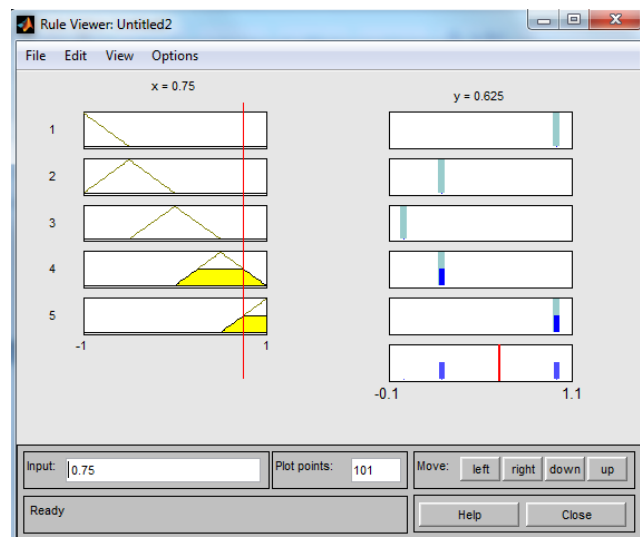 Rule Viewer: Untitled2
File Edit View Options
x = 0.75
y = 0.625
1
2
3
4
5
-1 1
-0.1 1.1
Input: 0.75 Plot points: 101 Move: left right down up
Ready Help Close